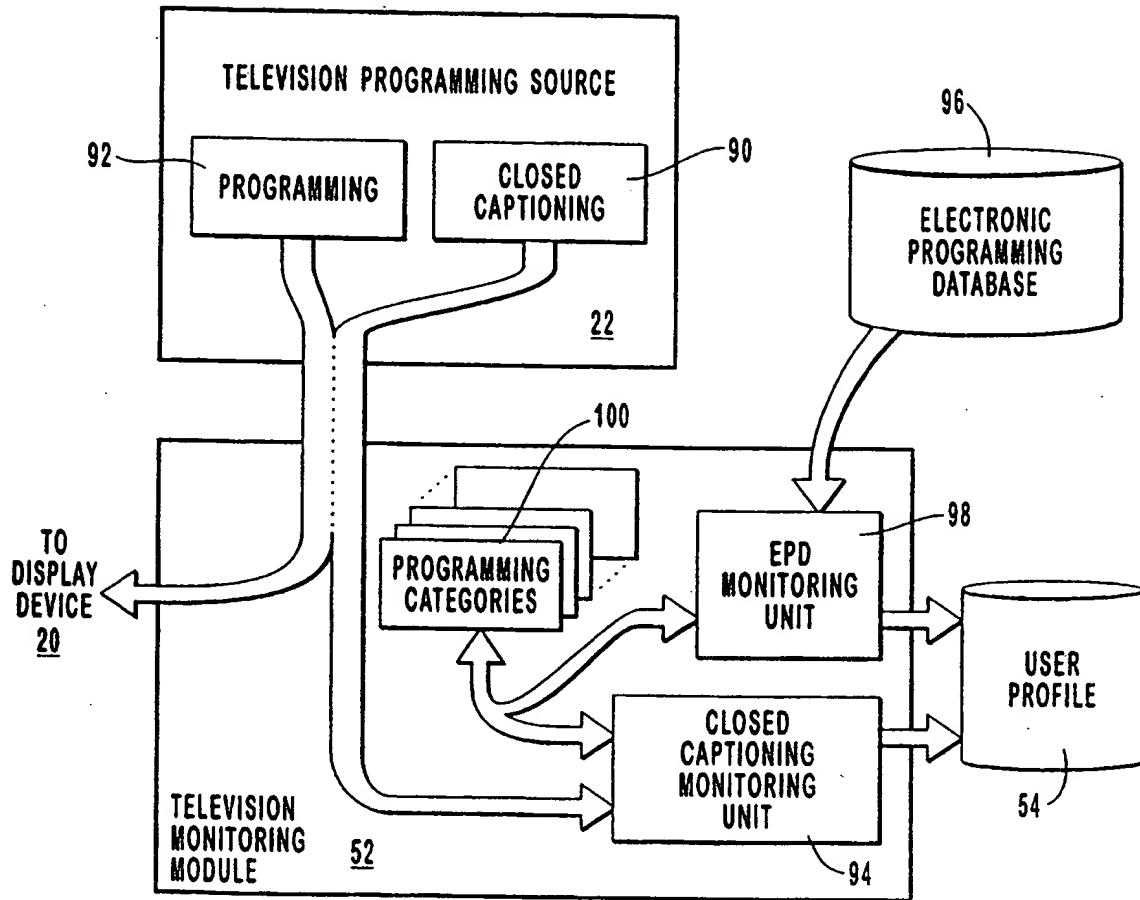 TELEVISION PROGRAMMING SOURCE
92
PROGRAMMING
CLOSED
CAPTIONING
90
22
96
ELECTRONIC
PROGRAMMING
DATABASE
100
PROGRAMMING
CATEGORIES
98
EPD
MONITORING
UNIT
TO
DISPLAY
DEVICE
20
USER
PROFILE
54
CLOSED
CAPTIONING
MONITORING
UNIT
94
TELEVISION
MONITORING
MODULE
52